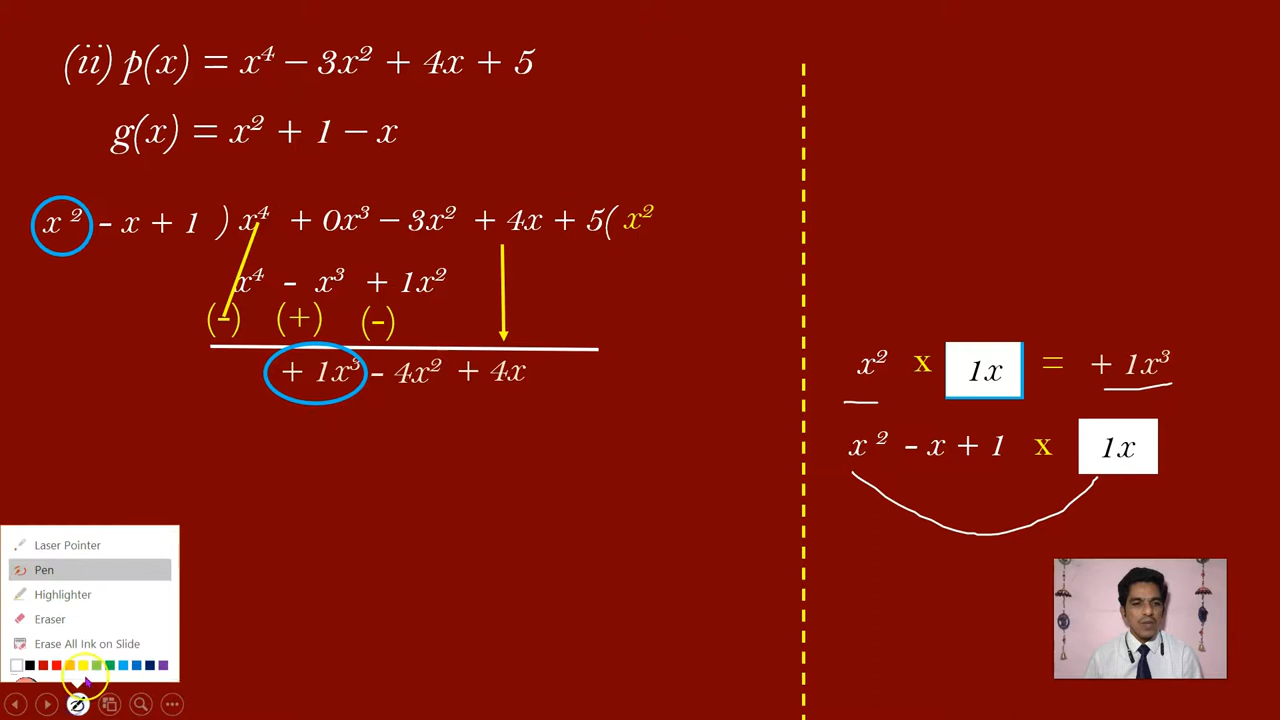 (ii) p(x) = x⁴ – 3x² + 4x + 5
g(x) = x² + 1 – x
x² - x + 1 ) x⁴ + 0x³ – 3x² + 4x + 5( x²
x⁴ - x³ + 1x²
(-) (+) (-)
+ 1x³ - 4x² + 4x
x² x 1x = + 1x³
x² - x + 1 x 1x
Laser Pointer
Pen
Highlighter
Eraser
Erase All Ink on Slide